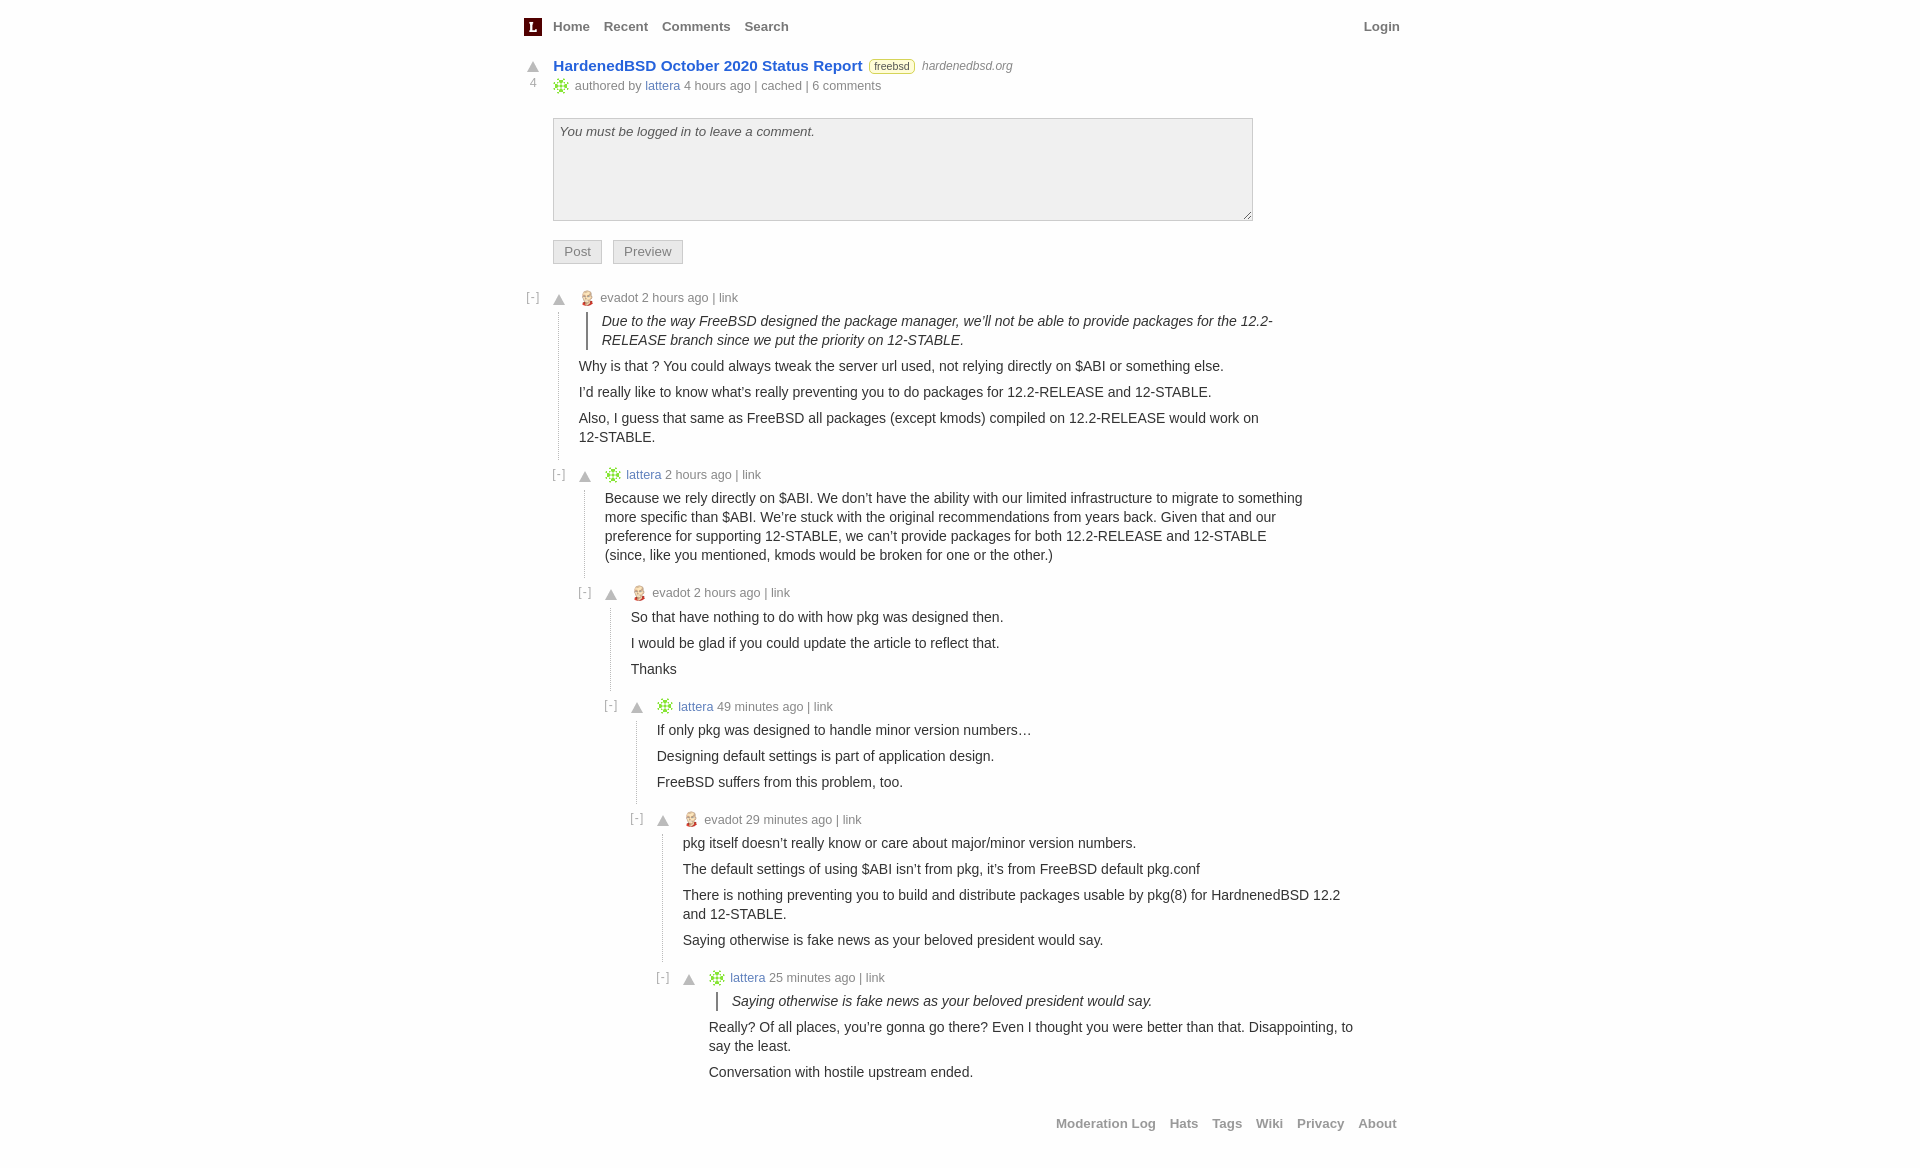 L Home Recent Comments Search Login
HardenedBSD October 2020 Status Report freebsd hardenedbsd.org
4 authored by lattera 4 hours ago | cached | 6 comments
You must be logged in to leave a comment.
Post Preview
[-] evadot 2 hours ago | link
Due to the way FreeBSD designed the package manager, we’ll not be able to provide packages for the 12.2-
RELEASE branch since we put the priority on 12-STABLE.
Why is that ? You could always tweak the server url used, not relying directly on $ABI or something else.
I’d really like to know what’s really preventing you to do packages for 12.2-RELEASE and 12-STABLE.
Also, I guess that same as FreeBSD all packages (except kmods) compiled on 12.2-RELEASE would work on
12-STABLE.
[-] lattera 2 hours ago | link
Because we rely directly on $ABI. We don’t have the ability with our limited infrastructure to migrate to something
more specific than $ABI. We’re stuck with the original recommendations from years back. Given that and our
preference for supporting 12-STABLE, we can’t provide packages for both 12.2-RELEASE and 12-STABLE
(since, like you mentioned, kmods would be broken for one or the other.)
[-] evadot 2 hours ago | link
So that have nothing to do with how pkg was designed then.
I would be glad if you could update the article to reflect that.
Thanks
[-] lattera 49 minutes ago | link
If only pkg was designed to handle minor version numbers…
Designing default settings is part of application design.
FreeBSD suffers from this problem, too.
[-] evadot 29 minutes ago | link
pkg itself doesn’t really know or care about major/minor version numbers.
The default settings of using $ABI isn’t from pkg, it’s from FreeBSD default pkg.conf
There is nothing preventing you to build and distribute packages usable by pkg(8) for HardnenedBSD 12.2
and 12-STABLE.
Saying otherwise is fake news as your beloved president would say.
[-] lattera 25 minutes ago | link
Saying otherwise is fake news as your beloved president would say.
Really? Of all places, you’re gonna go there? Even I thought you were better than that. Disappointing, to
say the least.
Conversation with hostile upstream ended.
Moderation Log Hats Tags Wiki Privacy About